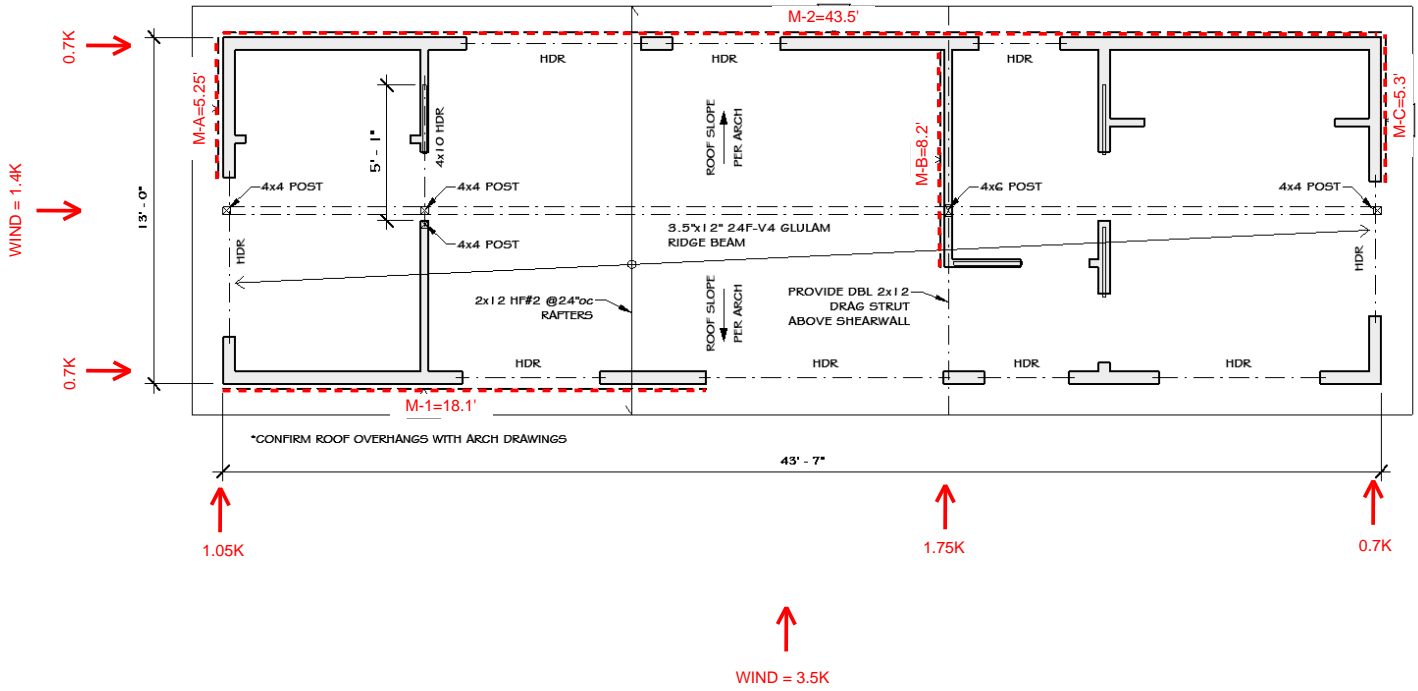 M-2=43.5'
0.7K
HDR
HDR
HDR
M-A=5.25'
5' - 1"
4x10 HDR
ROOF SLOPE
PER ARCH
M-B=8.2'
M-C=5.3'
WIND = 1.4K
13' - 0"
4x4 POST
4x4 POST
4x6 POST
4x4 POST
4x4 POST
3.5"x12" 24F-V4 GLULAM
RIDGE BEAM
HDR
HDR
2x12 HF#2 @24"oc
RAFTERS
ROOF SLOPE
PER ARCH
PROVIDE DBL 2x12
DRAG STRUT
ABOVE SHEARWALL
0.7K
HDR
HDR
HDR
HDR
M-1=18.1'
*CONFIRM ROOF OVERHANGS WITH ARCH DRAWINGS
43' - 7"
1.05K
1.75K
0.7K
WIND = 3.5K